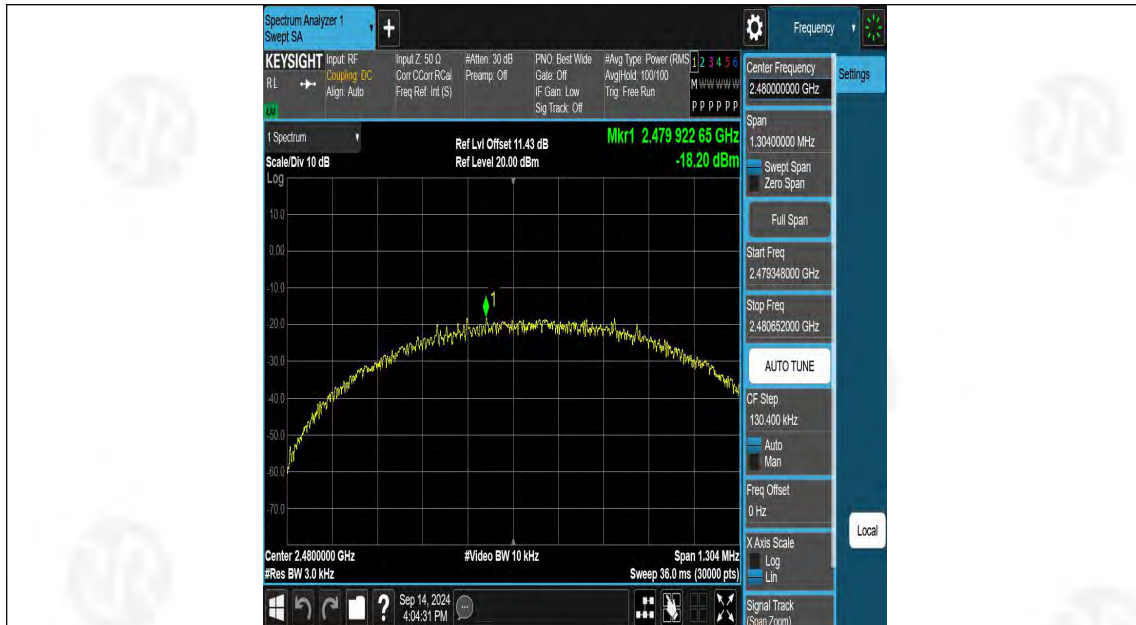 Spectrum Analyzer 1
Swept SA
+
Frequency
KEYSIGHT
Input: RF
Coupling: DC
Align: Auto
Input Z: 50 Ω
Corr CCorr RCal
Freq Ref: Int (S)
#Atten: 30 dB
Preamp: Off
PNO: Best Wide
Gate: Off
IF Gain: Low
Sig Track: Off
#Avg Type: Power (RMS
Avg|Hold: 100/100
Trig: Free Run
1 2 3 4 5 6
M W W W W W
P P P P P P
RL
1 Spectrum
Scale/Div 10 dB
Log
Ref Lvl Offset 11.43 dB
Ref Level 20.00 dBm
Mkr1 2.479 922 65 GHz
-18.20 dBm
10.0
0.00
-10.0
1
-20.0
-30.0
-40.0
-50.0
-60.0
-70.0
Center 2.4800000 GHz
#Res BW 3.0 kHz
#Video BW 10 kHz
Span 1.304 MHz
Sweep 36.0 ms (30000 pts)
?
Sep 14, 2024
4:04:31 PM
Center Frequency
2.480000000 GHz
Settings
Span
1.30400000 MHz
Swept Span
Zero Span
Full Span
Start Freq
2.479348000 GHz
Stop Freq
2.480652000 GHz
AUTO TUNE
CF Step
130.400 kHz
Auto
Man
Freq Offset
0 Hz
X Axis Scale
Log
Lin
Local
Signal Track
(Span Zoom)